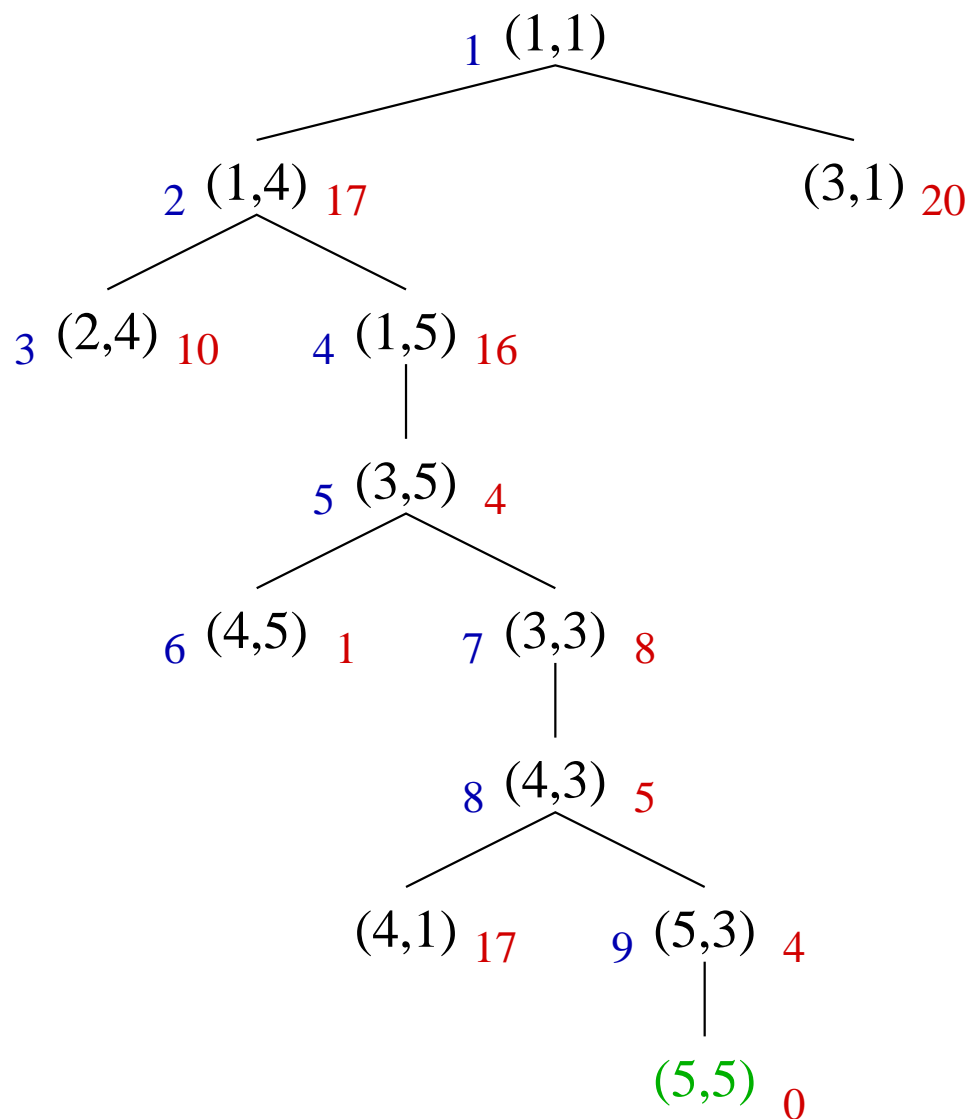 1 (1,1)
2 (1,4) 17 (3,1) 20
3 (2,4) 10 4 (1,5) 16
5 (3,5) 4
6 (4,5) 1 7 (3,3) 8
8 (4,3) 5
(4,1) 17 9 (5,3) 4
(5,5) 0